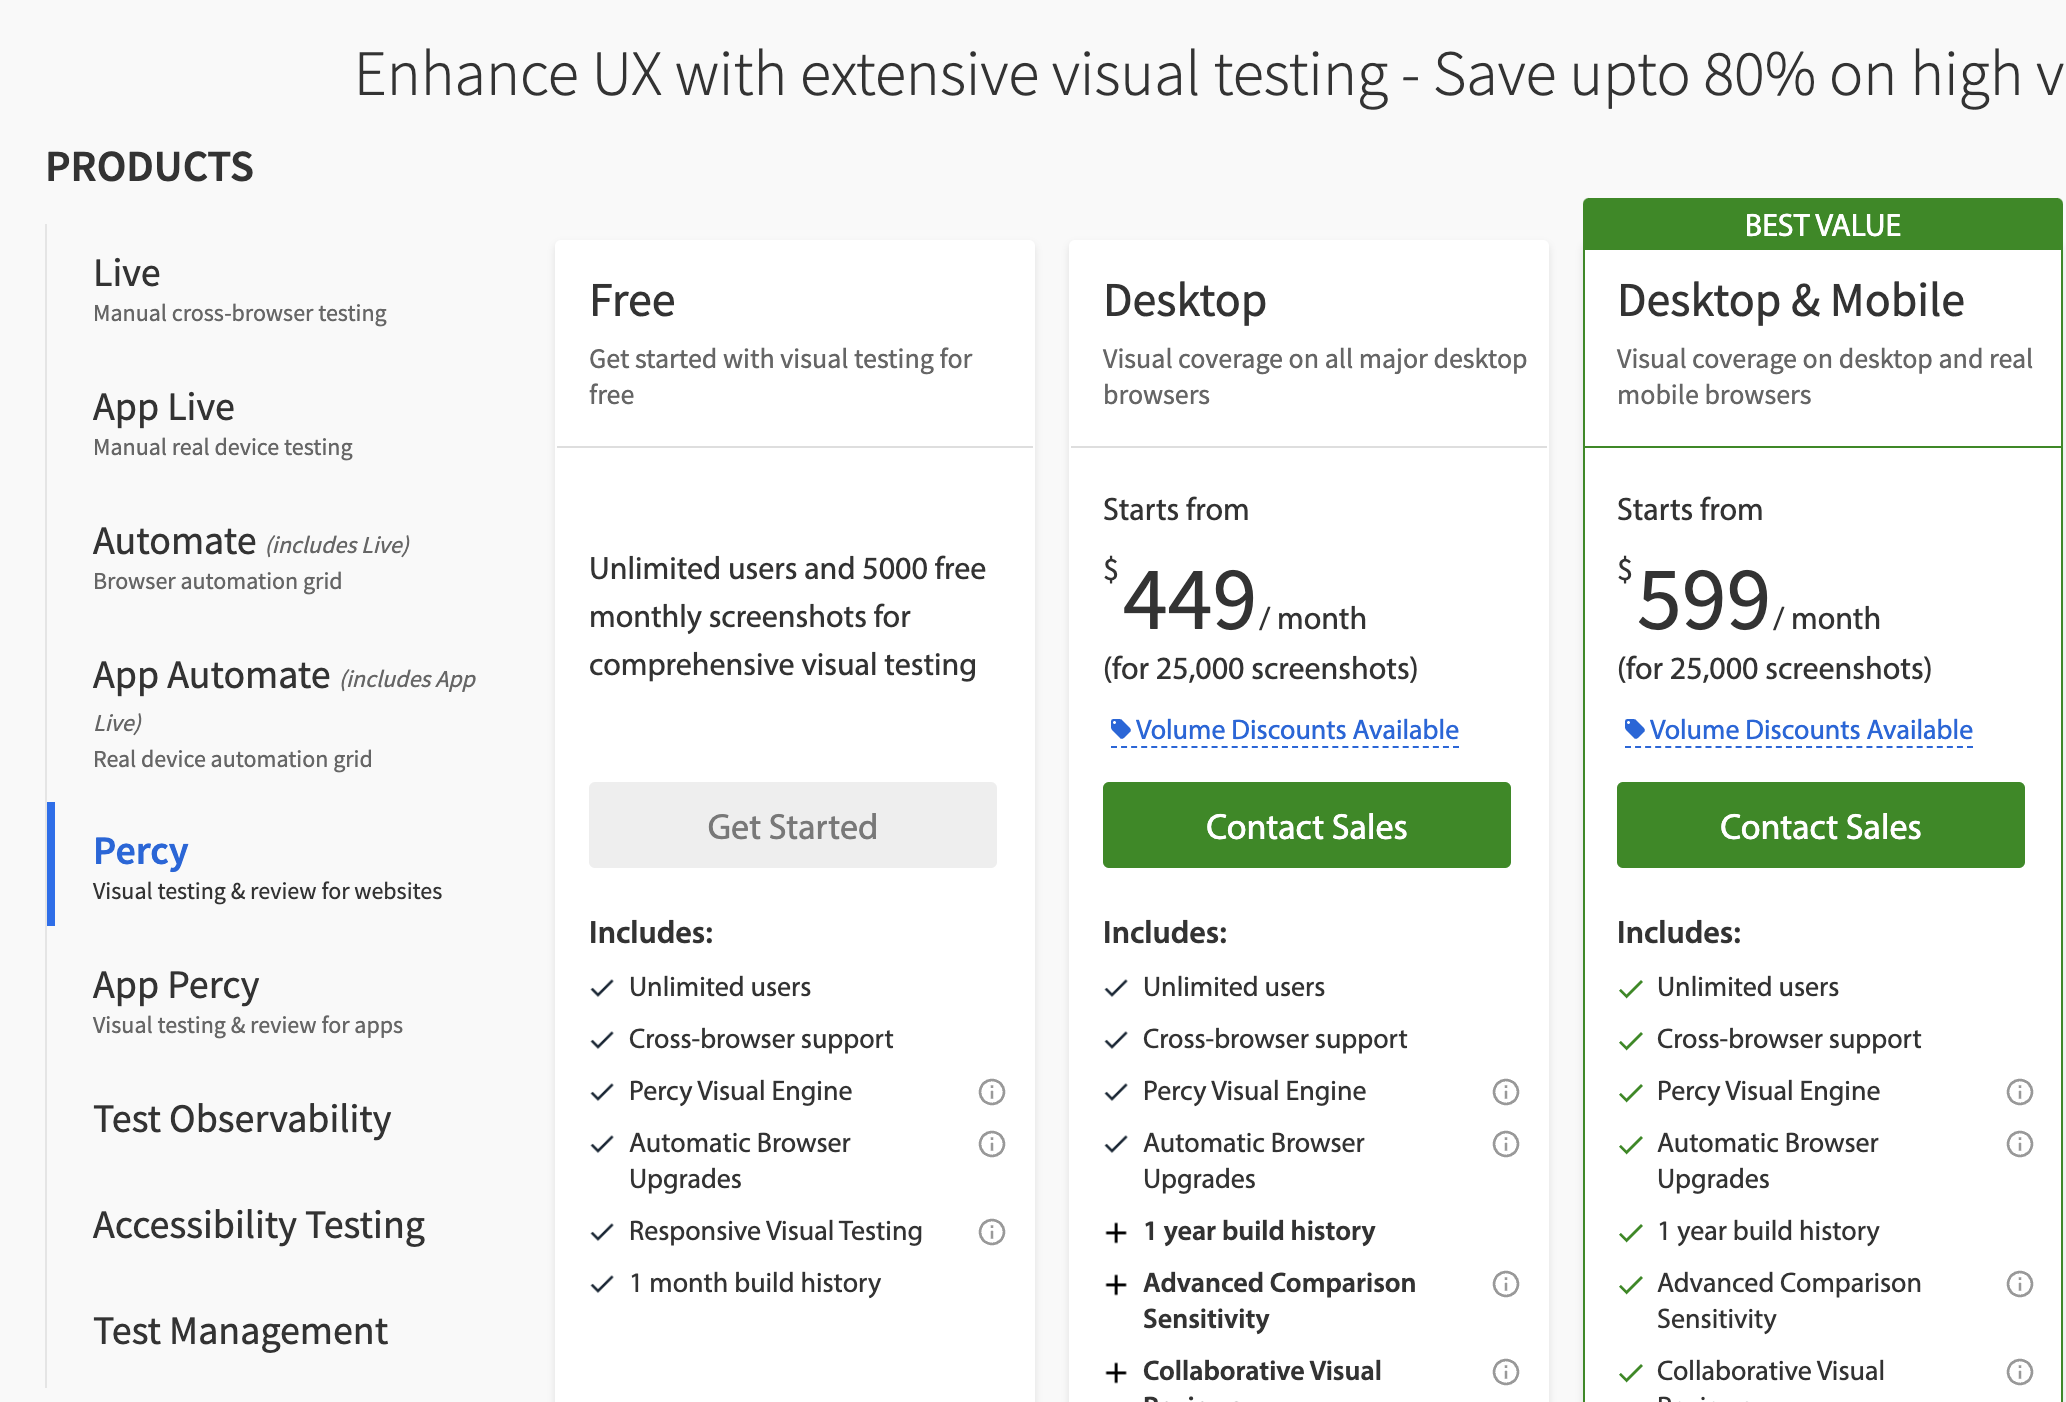 Enhance UX with extensive visual testing - Save upto 80% on high v
PRODUCTS
Live
Manual cross-browser testing
App Live
Manual real device testing
Automate (includes Live)
Browser automation grid
App Automate (includes App
Live)
Real device automation grid
Percy
Visual testing & review for websites
App Percy
Visual testing & review for apps
Test Observability
Accessibility Testing
Test Management
Free
Get started with visual testing for
free
Unlimited users and 5000 free
monthly screenshots for
comprehensive visual testing
Get Started
Includes:
Unlimited users
Cross-browser support
Percy Visual Engine
Automatic Browser
Upgrades
Responsive Visual Testing
1 month build history
Desktop
Visual coverage on all major desktop
browsers
Starts from
$449/ month
(for 25,000 screenshots)
Volume Discounts Available
Contact Sales
Includes:
Unlimited users
Cross-browser support
Percy Visual Engine
Automatic Browser
Upgrades
+ 1 year build history
+ Advanced Comparison
Sensitivity
+ Collaborative Visual
BEST VALUE
Desktop & Mobile
Visual coverage on desktop and real
mobile browsers
Starts from
$599/ month
(for 25,000 screenshots)
Volume Discounts Available
Contact Sales
Includes:
Unlimited users
Cross-browser support
Percy Visual Engine
Automatic Browser
Upgrades
1 year build history
Advanced Comparison
Sensitivity
Collaborative Visual